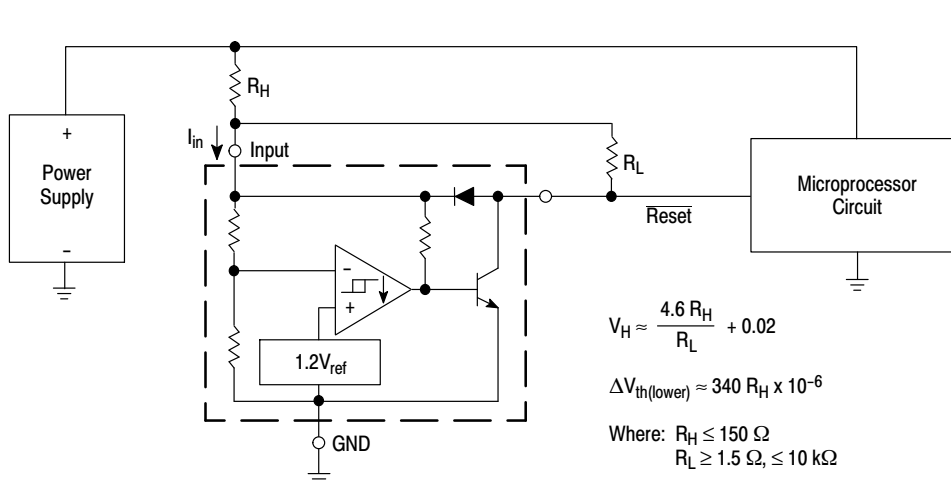 R_H
I_in
Input
+
Power
Supply
-
R_L
Microprocessor
Circuit
Reset
-
+
1.2V_ref
GND
V_H ≈ 4.6 R_H / R_L + 0.02
ΔV_th(lower) ≈ 340 R_H x 10^–6
Where: R_H ≤ 150 Ω
R_L ≥ 1.5 Ω, ≤ 10 kΩ